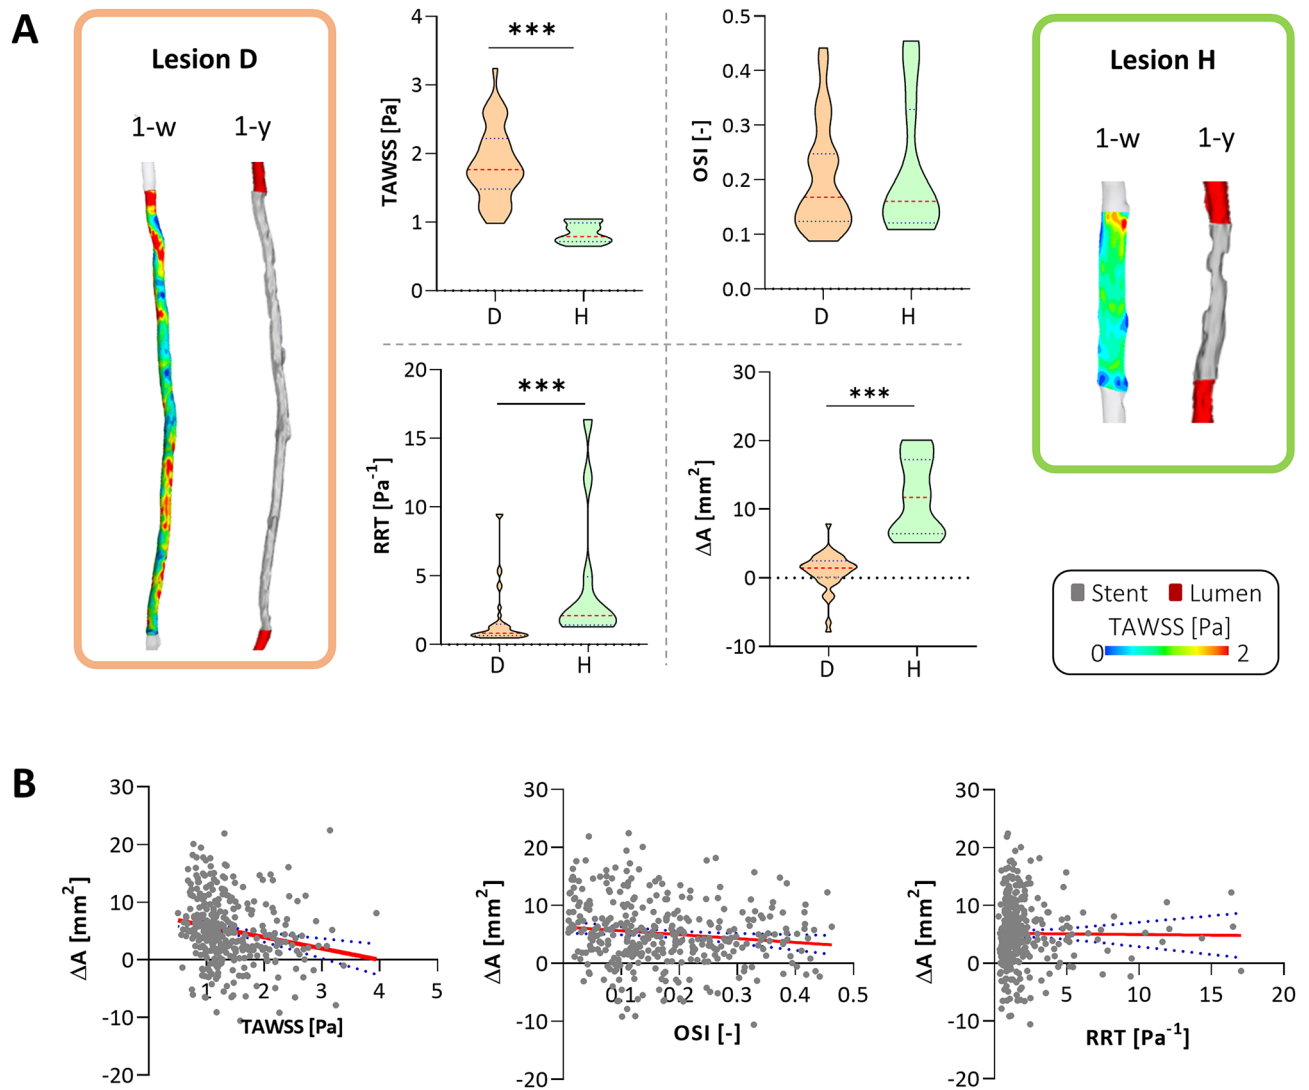 A
Lesion D
1-w 1-y
4
3
2
1
0
TAWSS [Pa]
***
D H
0.5
0.4
0.3
0.2
0.1
0.0
OSI [-]
D H
Lesion H
1-w 1-y
20
15
10
5
0
RRT [Pa-1]
***
D H
30
20
10
0
-10
ΔA [mm2]
***
D H
Stent Lumen
TAWSS [Pa]
0 2
B
30
20
10
0
-10
-20
ΔA [mm2]
1 2 3 4 5
TAWSS [Pa]
30
20
10
0
-10
-20
ΔA [mm2]
0.1 0.2 0.3 0.4 0.5
OSI [-]
30
20
10
0
-10
-20
ΔA [mm2]
5 10 15 20
RRT [Pa-1]